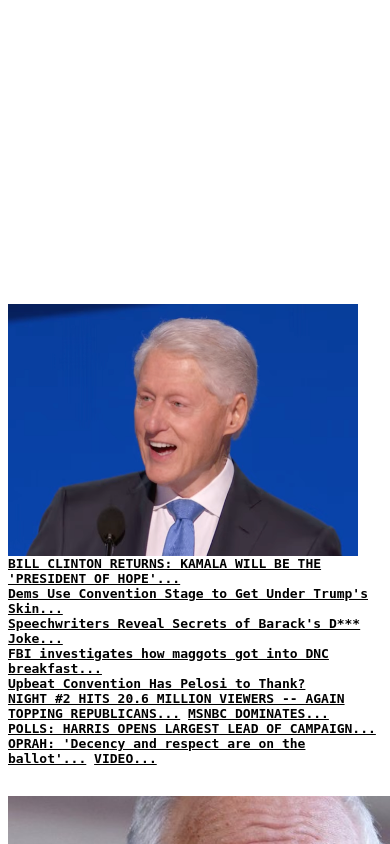 BILL CLINTON RETURNS: KAMALA WILL BE THE
'PRESIDENT OF HOPE'...
Dems Use Convention Stage to Get Under Trump's
Skin...
Speechwriters Reveal Secrets of Barack's D***
Joke...
FBI investigates how maggots got into DNC
breakfast...
Upbeat Convention Has Pelosi to Thank?
NIGHT #2 HITS 20.6 MILLION VIEWERS -- AGAIN
TOPPING REPUBLICANS... MSNBC DOMINATES...
POLLS: HARRIS OPENS LARGEST LEAD OF CAMPAIGN...
OPRAH: 'Decency and respect are on the
ballot'... VIDEO...